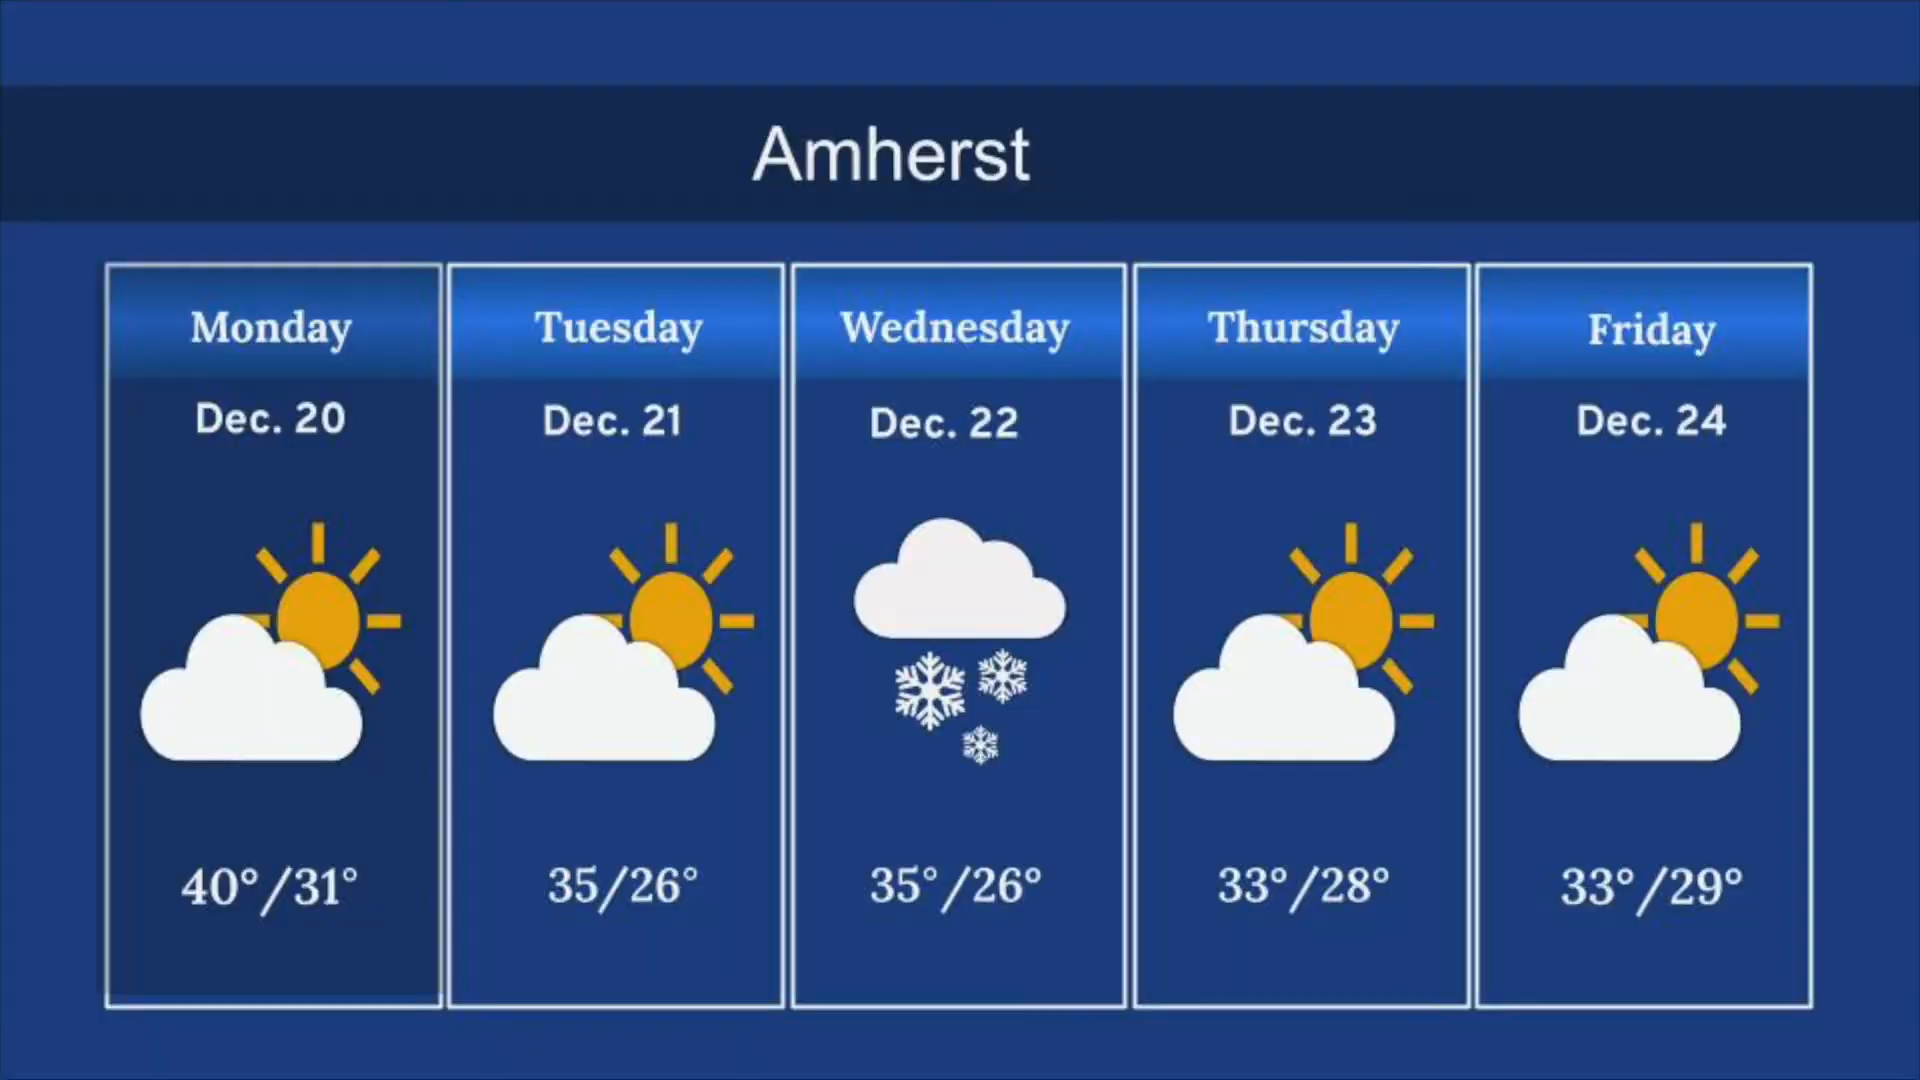 Amherst
Monday
Dec. 20
40°/31°
Tuesday
Dec. 21
35/26°
Wednesday
Dec. 22
35°/26°
Thursday
Dec. 23
33°/28°
Friday
Dec. 24
33°/29°